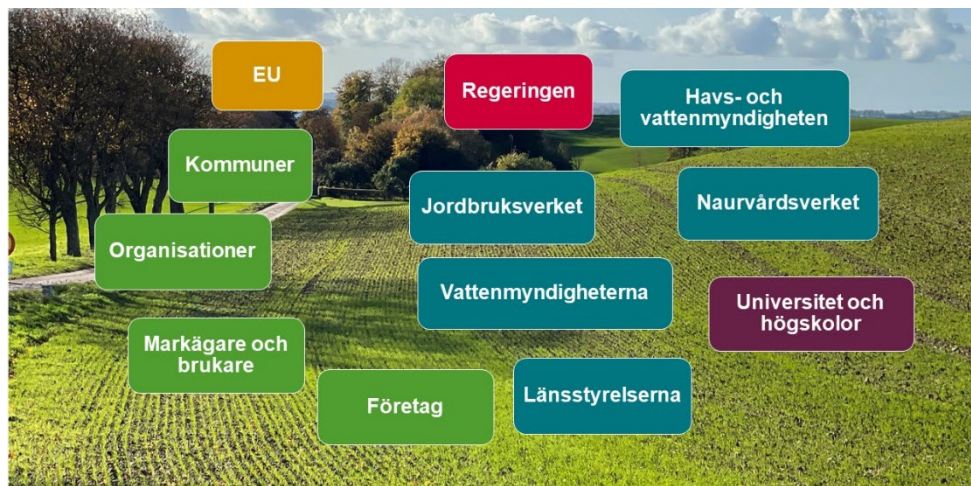 EU
Regeringen
Havs- och
vattenmyndigheten
Kommuner
Jordbruksverket
Naurvårdsverket
Organisationer
Vattenmyndigheterna
Universitet och
högskolor
Markägare och
brukare
Företag
Länsstyrelserna